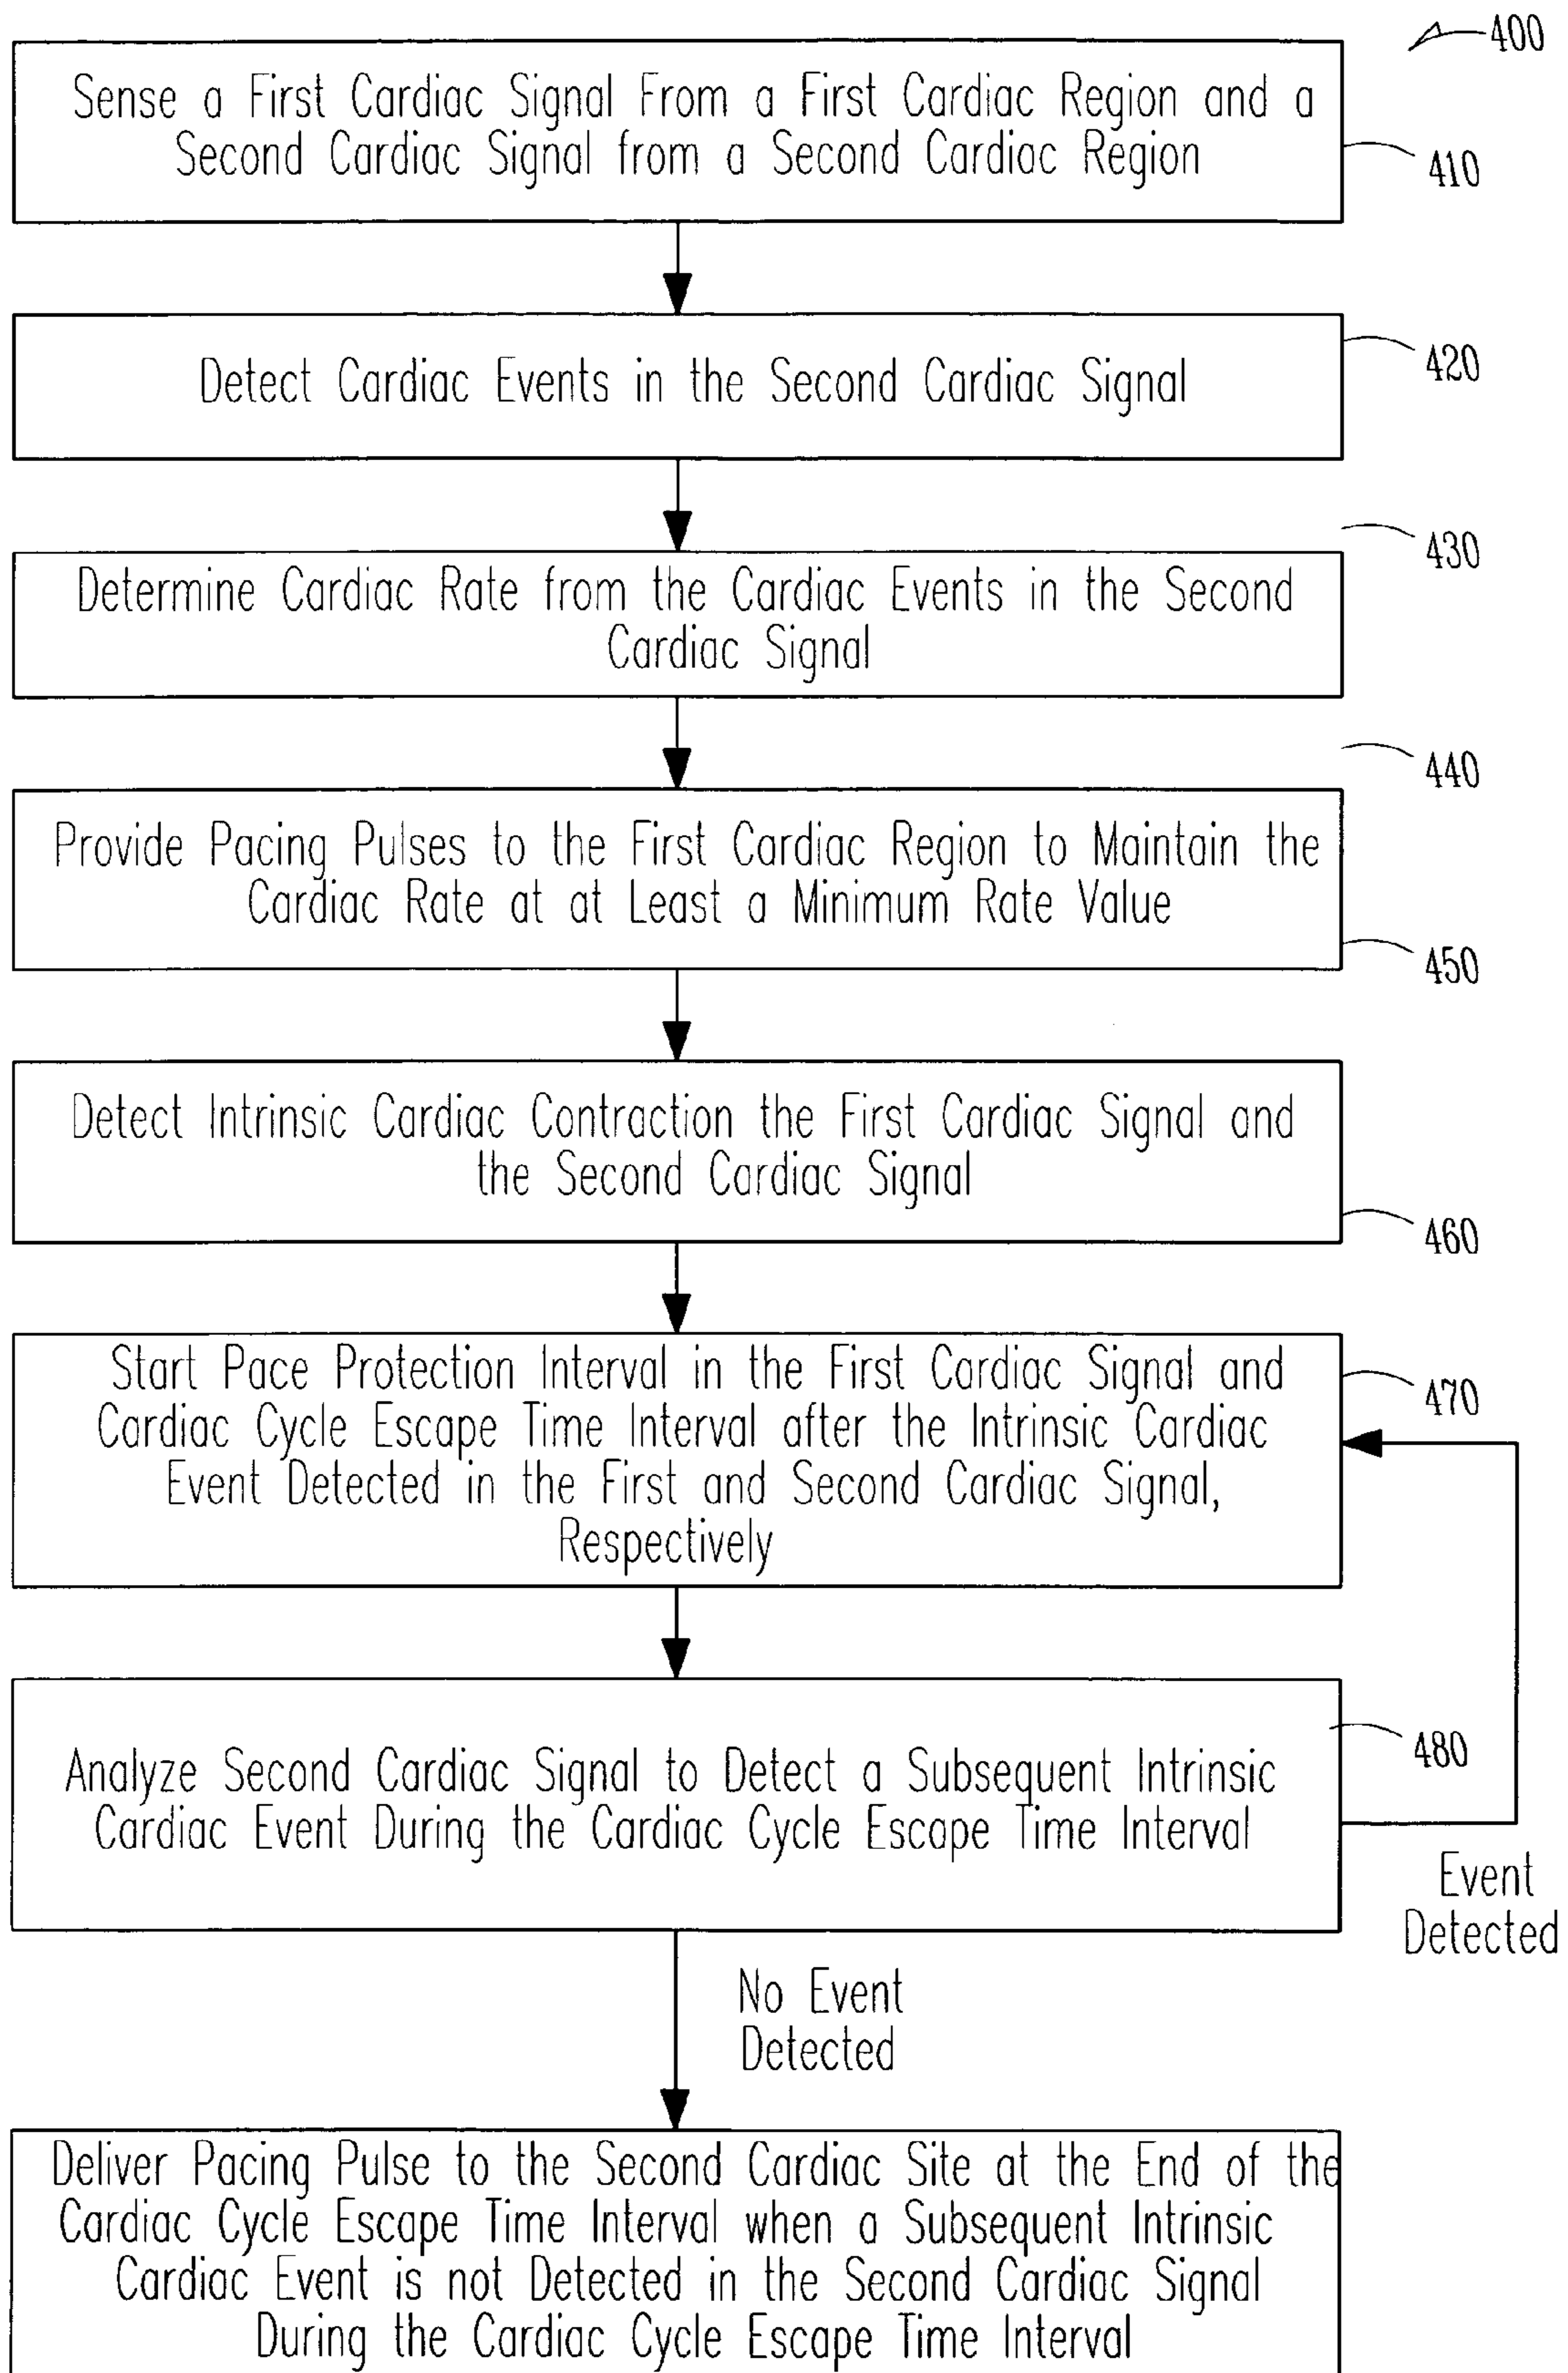 400
Sense a First Cardiac Signal From a First Cardiac Region and a
Second Cardiac Signal from a Second Cardiac Region
410
Detect Cardiac Events in the Second Cardiac Signal
420
430
Determine Cardiac Rate from the Cardiac Events in the Second
Cardiac Signal
440
Provide Pacing Pulses to the First Cardiac Region to Maintain the
Cardiac Rate at at Least a Minimum Rate Value
450
Detect Intrinsic Cardiac Contraction the First Cardiac Signal and
the Second Cardiac Signal
460
Start Pace Protection Interval in the First Cardiac Signal and
Cardiac Cycle Escape Time Interval after the Intrinsic Cardiac
Event Detected in the First and Second Cardiac Signal,
Respectively
470
Analyze Second Cardiac Signal to Detect a Subsequent Intrinsic
Cardiac Event During the Cardiac Cycle Escape Time Interval
480
Event
Detected
No Event
Detected
Deliver Pacing Pulse to the Second Cardiac Site at the End of the
Cardiac Cycle Escape Time Interval when a Subsequent Intrinsic
Cardiac Event is not Detected in the Second Cardiac Signal
During the Cardiac Cycle Escape Time Interval